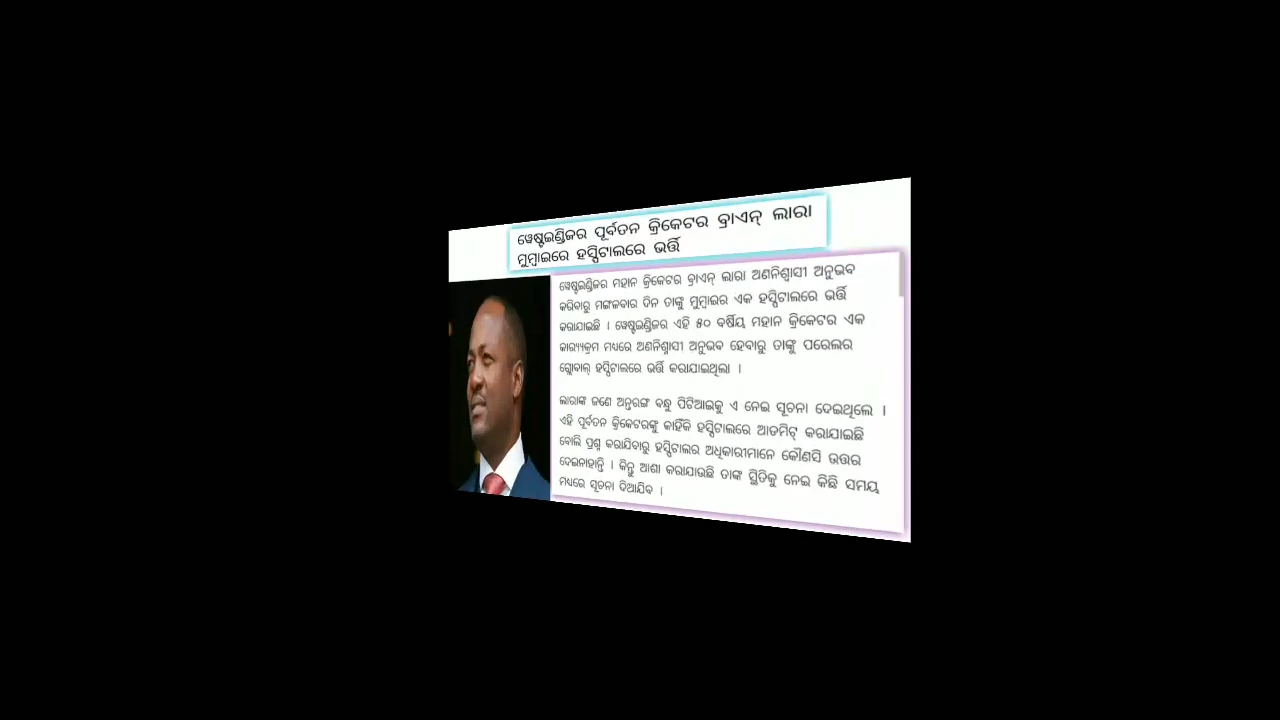 ୱେଷ୍ଟଇଣ୍ଡିଜର ପୂର୍ବତନ କ୍ରିକେଟର ବ୍ରାଏନ୍ ଲାରା
ମୁମ୍ବାଇରେ ହସ୍ପିଟାଲରେ ଭର୍ତ୍ତି
ୱେଷ୍ଟଇଣ୍ଡିଜର ମହାନ କ୍ରିକେଟର ବ୍ରାଏନ୍ ଲାରା ଅଣନିଶ୍ୱାସୀ ଅନୁଭବ
କରିବାରୁ ମଙ୍ଗଳବାର ଦିନ ତାଙ୍କୁ ମୁମ୍ବାଇର ଏକ ହସ୍ପିଟାଲରେ ଭର୍ତ୍ତି
କରାଯାଇଛି । ୱେଷ୍ଟଇଣ୍ଡିଜର ଏହି ୫୦ ବର୍ଷିୟ ମହାନ କ୍ରିକେଟର ଏକ
କାର‌୍ୟ୍ୟକ୍ରମ ମଧ୍ୟରେ ଅଣନିଶ୍ୱାସୀ ଅନୁଭବ ହେବାରୁ ତାଙ୍କୁ ପରେଲର
ଗ୍ଲୋବାଲ୍ ହସ୍ପିଟାଲରେ ଭର୍ତ୍ତି କରାଯାଇଥିଲା ।
ଲାରାଙ୍କ ଜଣେ ଅନ୍ତରଙ୍ଗ ବନ୍ଧୁ ପିଟିଆଇକୁ ଏ ନେଇ ସୂଚନା ଦେଇଥିଲେ ।
ଏହି ପୂର୍ବତନ କ୍ରିକେଟରଙ୍କୁ କାହିଁକି ହସ୍ପିଟାଲରେ ଆଡମିଟ୍ କରାଯାଇଛି
ବୋଲି ପ୍ରଶ୍ନ କରାଯିବାରୁ ହସ୍ପିଟାଲର ଅଧିକାରୀମାନେ କୌଣସି ଉତ୍ତର
ଦେଇନାହାନ୍ତି । କିନ୍ତୁ ଆଶା କରାଯାଉଛି ତାଙ୍କ ସ୍ଥିତିକୁ ନେଇ କିଛି ସମୟ
ମଧ୍ୟରେ ସୂଚନା ଦିଆଯିବ ।